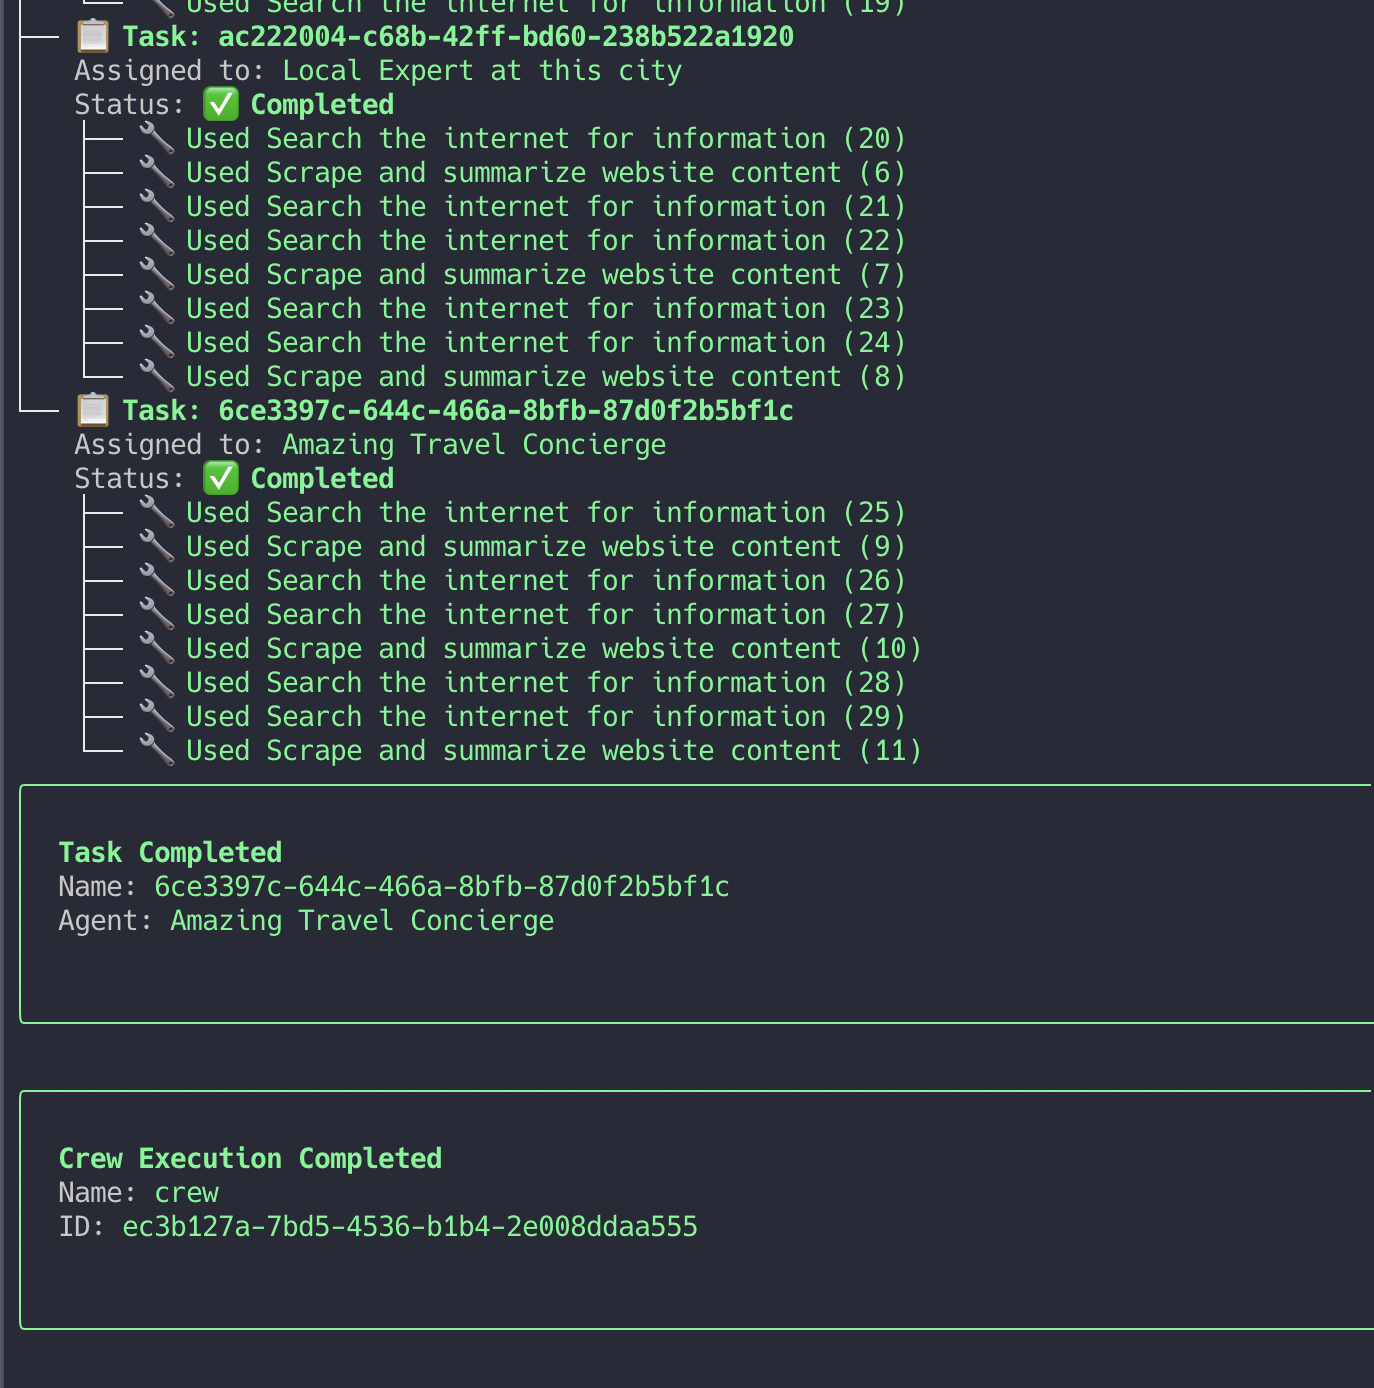 Used Search the internet for information (19)
Task: ac222004-c68b-42ff-bd60-238b522a1920
Assigned to: Local Expert at this city
Status: ✅ Completed
Used Search the internet for information (20)
Used Scrape and summarize website content (6)
Used Search the internet for information (21)
Used Search the internet for information (22)
Used Scrape and summarize website content (7)
Used Search the internet for information (23)
Used Search the internet for information (24)
Used Scrape and summarize website content (8)
Task: 6ce3397c-644c-466a-8bfb-87d0f2b5bf1c
Assigned to: Amazing Travel Concierge
Status: ✅ Completed
Used Search the internet for information (25)
Used Scrape and summarize website content (9)
Used Search the internet for information (26)
Used Search the internet for information (27)
Used Scrape and summarize website content (10)
Used Search the internet for information (28)
Used Search the internet for information (29)
Used Scrape and summarize website content (11)
Task Completed
Name: 6ce3397c-644c-466a-8bfb-87d0f2b5bf1c
Agent: Amazing Travel Concierge
Crew Execution Completed
Name: crew
ID: ec3b127a-7bd5-4536-b1b4-2e008ddaa555